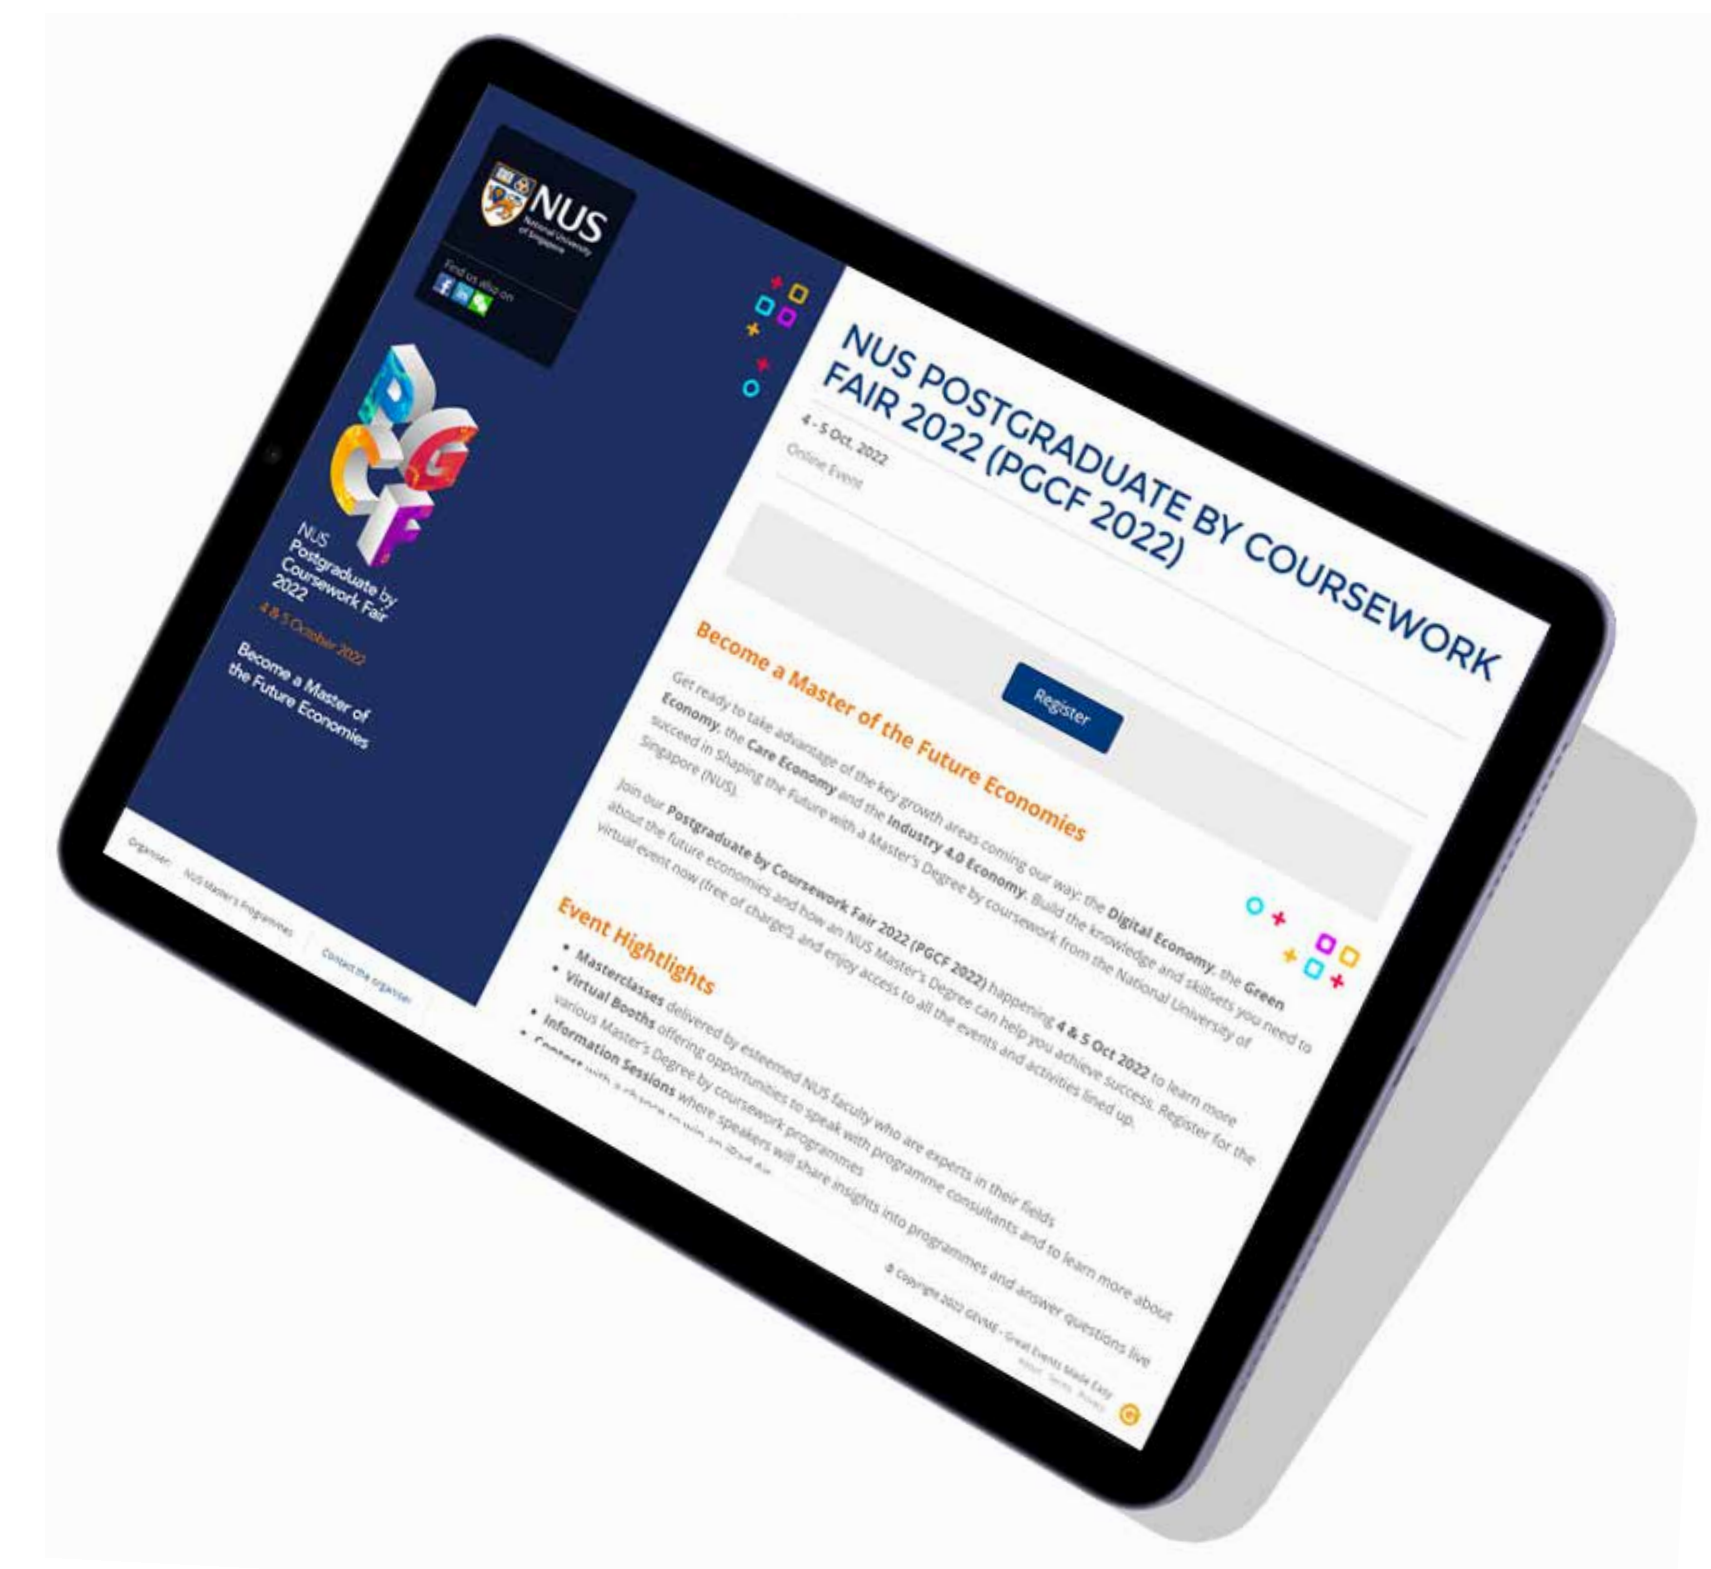 NUS
National University
of Singapore
Find us also on
PGCF
NUS
Postgraduate by
Coursework Fair
2022
4 & 5 October 2022
Become a Master of
the Future Economies
Organiser: NUS Master's Programmes
Contact the organiser
NUS POSTGRADUATE BY COURSEWORK
FAIR 2022 (PGCF 2022)
4 - 5 Oct, 2022
Online Event
Register
Become a Master of the Future Economies
Get ready to take advantage of the key growth areas coming our way: the Digital Economy, the Green
Economy, the Care Economy and the Industry 4.0 Economy. Build the knowledge and skillsets you need to
succeed in Shaping the Future with a Master's Degree by coursework from the National University of
Singapore (NUS).
Join our Postgraduate by Coursework Fair 2022 (PGCF 2022) happening 4 & 5 Oct 2022 to learn more
about the future economies and how an NUS Master's Degree can help you achieve success. Register for the
virtual event now (free of charge), and enjoy access to all the events and activities lined up.
Event Hightlights
• Masterclasses delivered by esteemed NUS faculty who are experts in their fields
• Virtual Booths offering opportunities to speak with programme consultants and to learn more about
various Master's Degree by coursework programmes
• Information Sessions where speakers will share insights into programmes and answer questions live
• Contest with a chance to win an iPad Air
© Copyright 2022 GEVME - Great Events Made Easy
About Terms Privacy